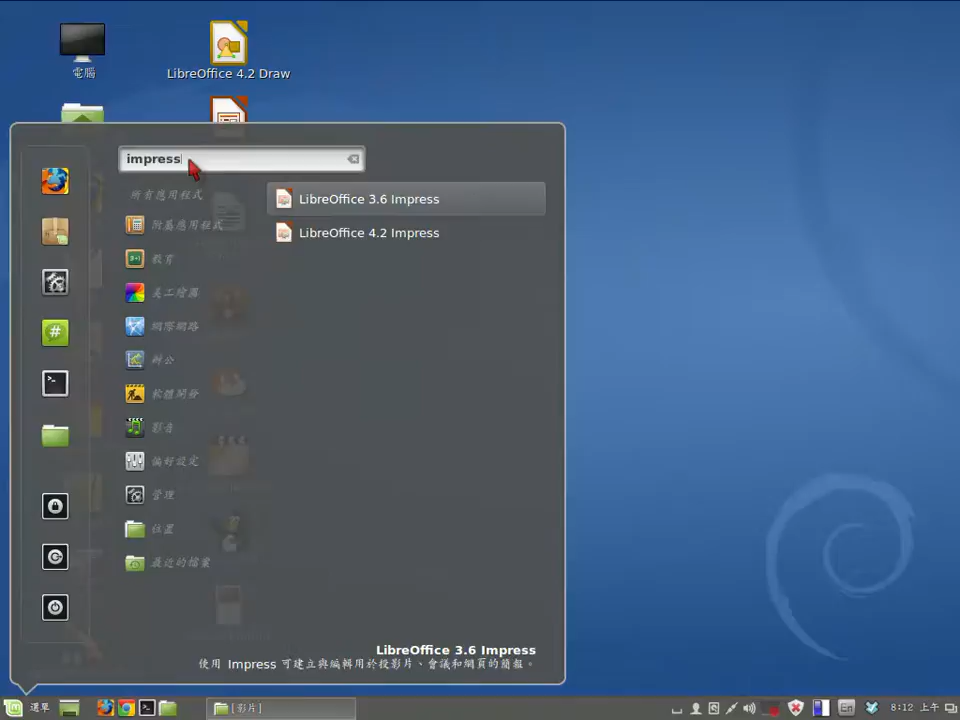 電腦
LibreOffice 4.2 Draw
impress
所有應用程式
LibreOffice 3.6 Impress
附屬應用程式
LibreOffice 4.2 Impress
教育
美工繪圖
網際網路
辦公
軟體開發
影音
偏好設定
管理
位置
最近的檔案
LibreOffice 3.6 Impress
使用 Impress 可建立與編輯用於投影片、會議和網頁的簡報。
選單
[影片]
En
8:12 上午